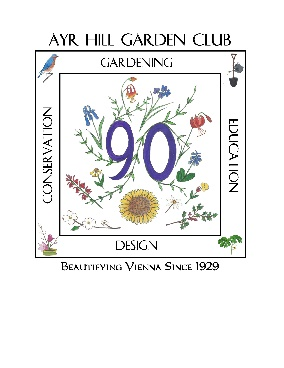 AYR HILL GARDEN CLUB
GARDENING
CONSERVATION
EDUCATION
90
DESIGN
BEAUTIFYING VIENNA SINCE 1929